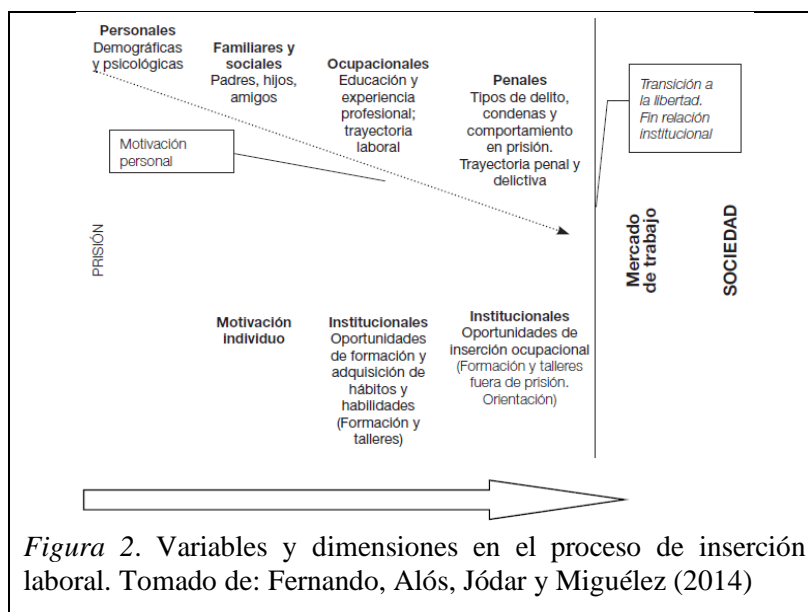 Personales
Demográficas
y psicológicas
Familiares y
sociales
Padres, hijos,
amigos
Ocupacionales
Educación y
experiencia
profesional;
trayectoria
laboral
Penales
Tipos de delito,
condenas y
comportamiento
en prisión.
Trayectoria penal y
delictiva
Transición a
la libertad.
Fin relación
institucional
Motivación
personal
PRISIÓN
Mercado
de trabajo
SOCIEDAD
Motivación
individuo
Institucionales
Oportunidades
de formación y
adquisición de
hábitos y
habilidades
(Formación y
talleres)
Institucionales
Oportunidades de
inserción ocupacional
(Formación y talleres
fuera de prisión.
Orientación)
Figura 2. Variables y dimensiones en el proceso de inserción
laboral. Tomado de: Fernando, Alós, Jódar y Miguélez (2014)